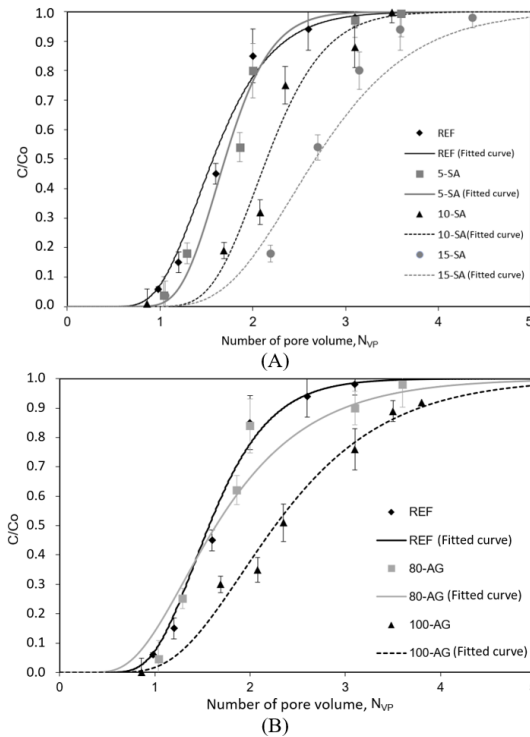 1.0
0.9
0.8
0.7
0.6
0.5
0.4
0.3
0.2
0.1
0.0
C/Co
0 1 2 3 4 5
Number of pore volume, NVP
REF
REF (Fitted curve)
5-SA
5-SA (Fitted curve)
10-SA
10-SA(Fitted curve)
15-SA
15-SA (Fitted curve)
(A)
1.0
0.9
0.8
0.7
0.6
0.5
0.4
0.3
0.2
0.1
0.0
C/Co
0 1 2 3 4 5
Number of pore volume, NVP
REF
REF (Fitted curve)
80-AG
80-AG (Fitted curve)
100-AG
100-AG (Fitted curve)
(B)